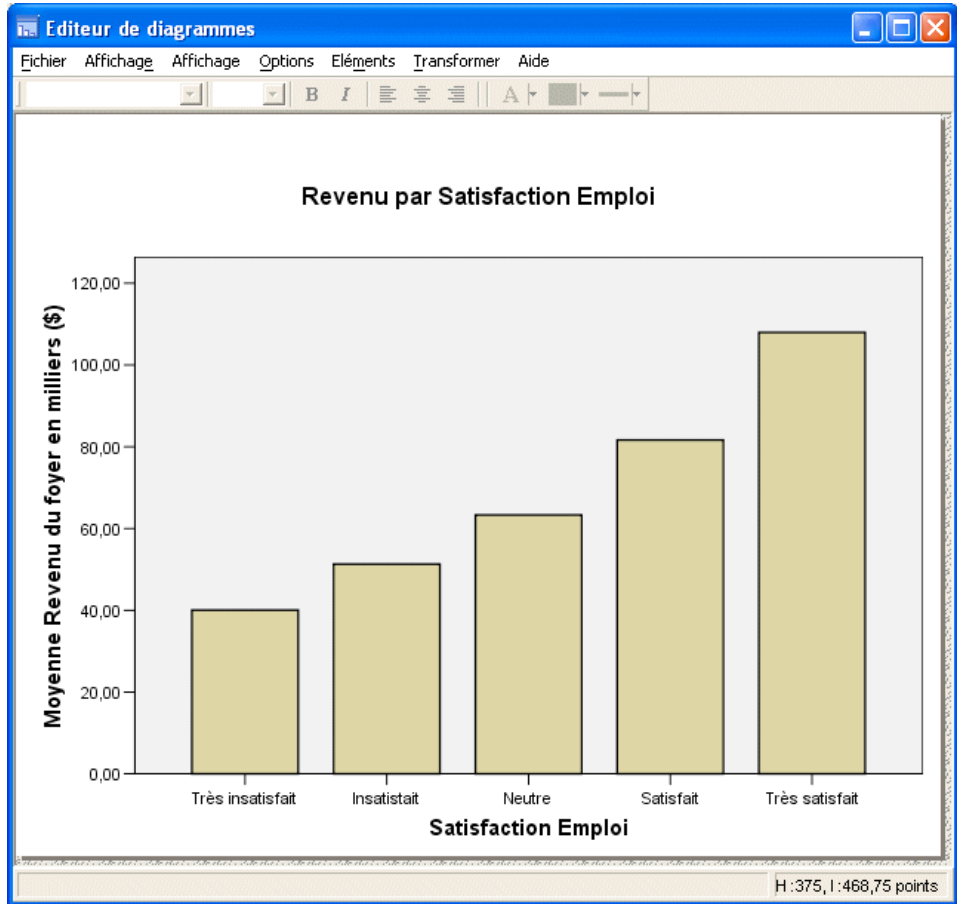 Editeur de diagrammes
Fichier Affichage Affichage Options Eléments Transformer Aide
B I A
Revenu par Satisfaction Emploi
Moyenne Revenu du foyer en milliers ($)
120,00
100,00
80,00
60,00
40,00
20,00
0,00
Très insatisfait Insatistait Neutre Satisfait Très satisfait
Satisfaction Emploi
H :375, l :468,75 points